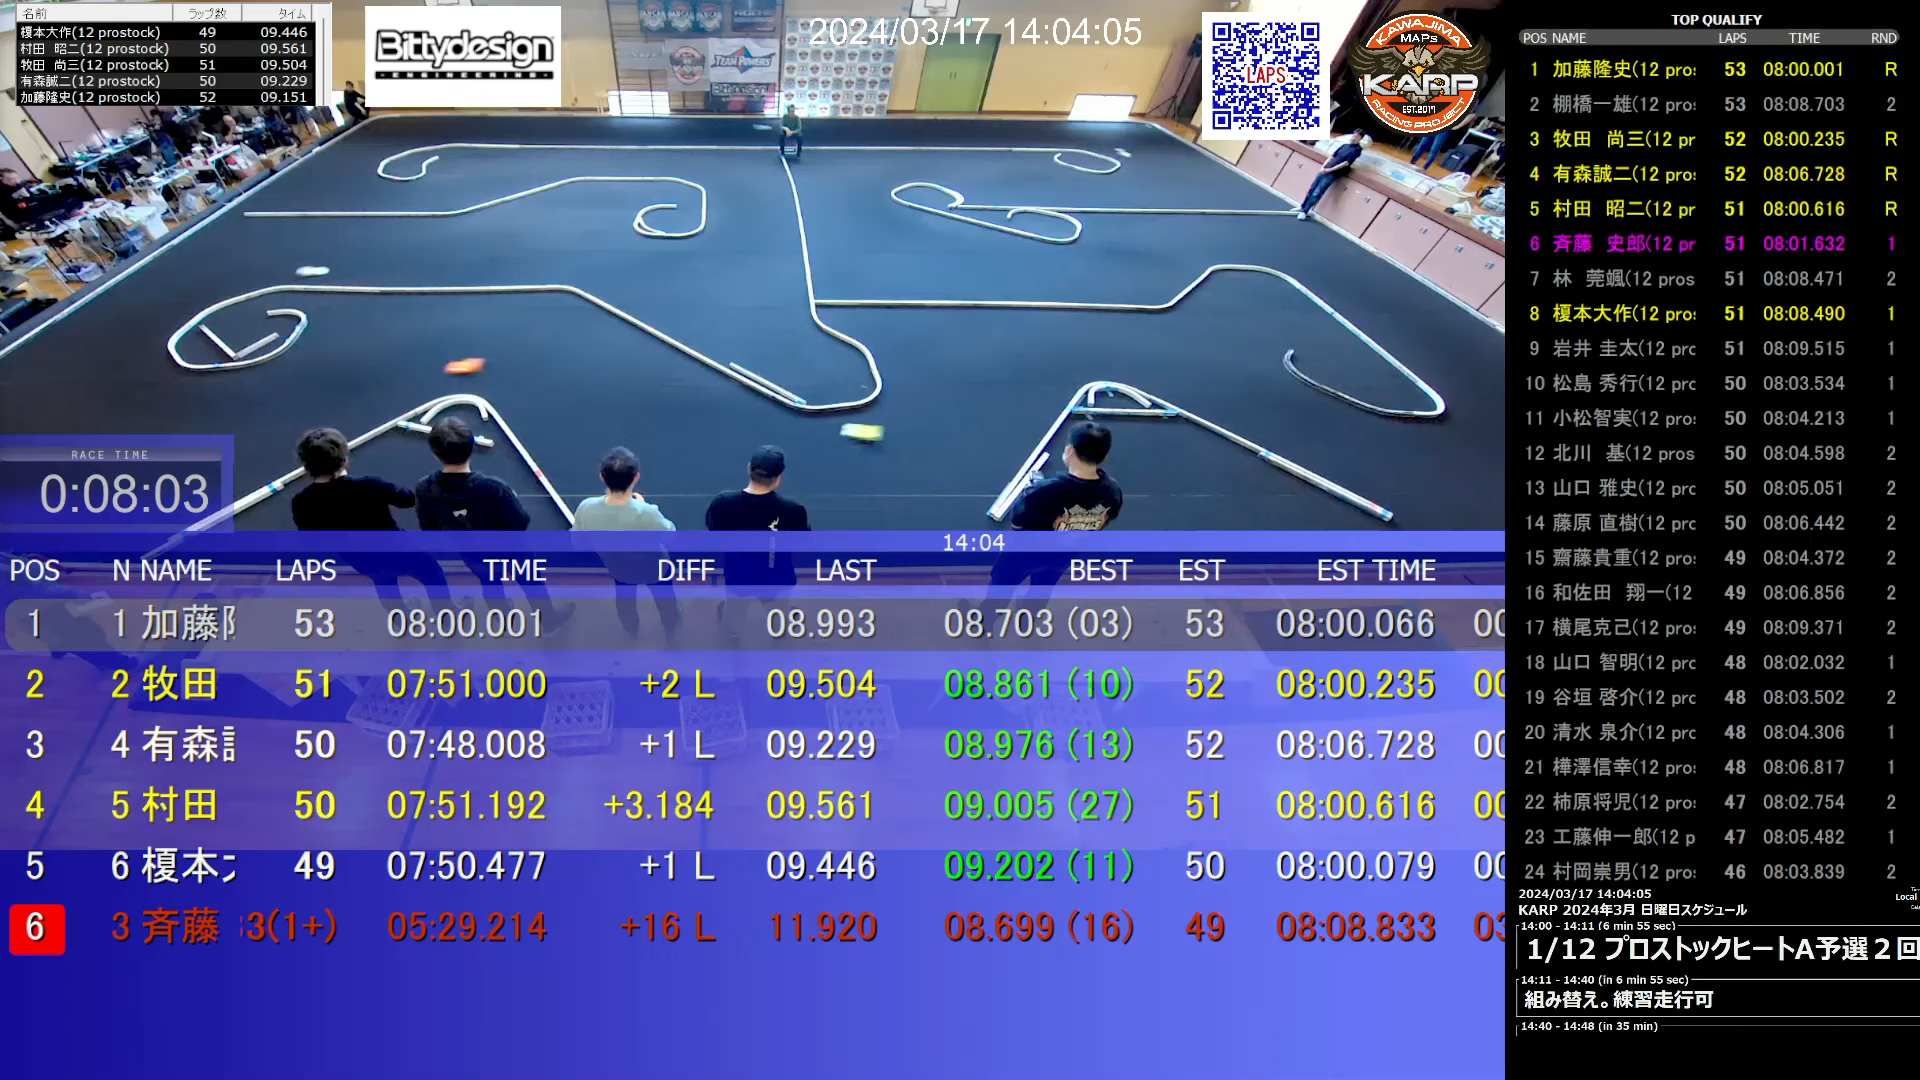 名前 ラップ数 タイム
榎本大作(12 prostock) 49 09.446
村田 昭二(12 prostock) 50 09.561
牧田 尚三(12 prostock) 51 09.504
有森誠二(12 prostock) 50 09.229
加藤隆史(12 prostock) 52 09.151
Bittydesign
ENGINEERING
2024/03/17 14:04:05
LAPS
KAWAJIMA
MAPs
KARP
EST.2017
RACING PROJECT
TEAM POWERS
Bittydesign
RACE TIME
0:08:03
14:04
POS N NAME LAPS TIME DIFF LAST BEST EST EST TIME
1 1 加藤 53 08:00.001 08.993 08.703 (03) 53 08:00.066 00
2 2 牧田 51 07:51.000 +2 L 09.504 08.861 (10) 52 08:00.235 00
3 4 有森 50 07:48.008 +1 L 09.229 08.976 (13) 52 08:06.728 00
4 5 村田 50 07:51.192 +3.184 09.561 09.005 (27) 51 08:00.616 00
5 6 榎本 49 07:50.477 +1 L 09.446 09.202 (11) 50 08:00.079 00
6 3 斉藤 3(1+) 05:29.214 +16 L 11.920 08.699 (16) 49 08:08.833 03
TOP QUALIFY
POS NAME LAPS TIME RND
1 加藤隆史(12 pro 53 08:00.001 R
2 棚橋一雄(12 pro 53 08:08.703 2
3 牧田 尚三(12 pr 52 08:00.235 R
4 有森誠二(12 pro 52 08:06.728 R
5 村田 昭二(12 pr 51 08:00.616 R
6 斉藤 史郎(12 pr 51 08:01.632 1
7 林 莞颯(12 pros 51 08:08.471 2
8 榎本大作(12 pro 51 08:08.490 1
9 岩井 圭太(12 pro 51 08:09.515 1
10 松島 秀行(12 pro 50 08:03.534 1
11 小松智実(12 pro 50 08:04.213 1
12 北川 基(12 pros 50 08:04.598 2
13 山口 雅史(12 pro 50 08:05.051 2
14 藤原 直樹(12 pro 50 08:06.442 2
15 齋藤貴重(12 pro 49 08:04.372 2
16 和佐田 翔一(12 49 08:06.856 2
17 横尾克己(12 pro 49 08:09.371 2
18 山口 智明(12 pro 48 08:02.032 1
19 谷垣 啓介(12 pro 48 08:03.502 2
20 清水 泉介(12 pro 48 08:04.306 1
21 樺澤信幸(12 pro 48 08:06.817 1
22 柿原将児(12 pro 47 08:02.754 2
23 工藤伸一郎(12 p 47 08:05.482 1
24 村岡崇男(12 pro 46 08:03.839 2
2024/03/17 14:04:05
Local
KARP 2024年3月 日曜日スケジュール
14:00 - 14:11 (6 min 55 sec)
1/12 プロストックヒートA予選２回
14:11 - 14:40 (in 6 min 55 sec)
組み替え。練習走行可
14:40 - 14:48 (in 35 min)